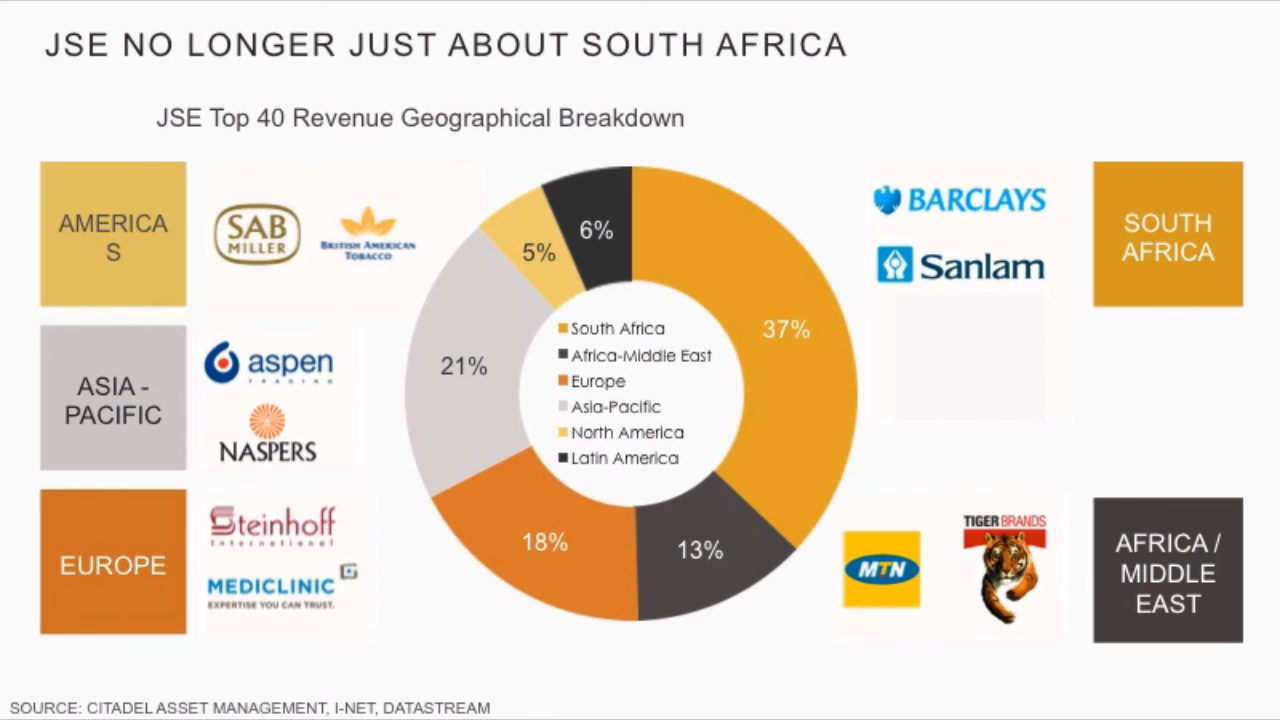 JSE NO LONGER JUST ABOUT SOUTH AFRICA
JSE Top 40 Revenue Geographical Breakdown
AMERICA
S
SAB
MILLER
BRITISH AMERICAN
TOBACCO
ASIA -
PACIFIC
aspen
TRADING
NASPERS
EUROPE
Steinhoff
International
MEDICLINIC
EXPERTISE YOU CAN TRUST.
6%
5%
37%
21%
18%
13%
South Africa
Africa-Middle East
Europe
Asia-Pacific
North America
Latin America
BARCLAYS
Sanlam
SOUTH
AFRICA
MTN
TIGER BRANDS
AFRICA /
MIDDLE
EAST
SOURCE: CITADEL ASSET MANAGEMENT, I-NET, DATASTREAM